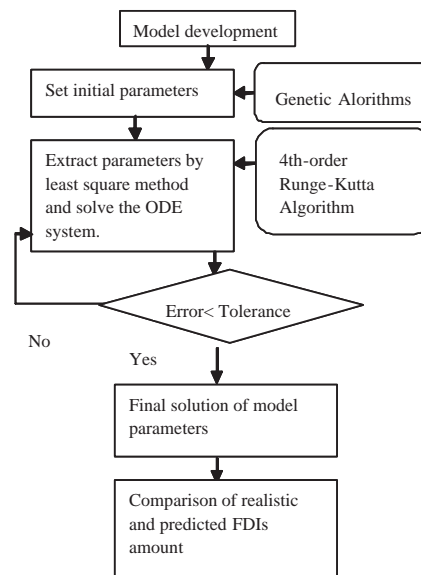 Model development
Set initial parameters
Genetic Alorithms
Extract parameters by
least square method
and solve the ODE
system.
4th-order
Runge-Kutta
Algorithm
Error< Tolerance
No
Yes
Final solution of model
parameters
Comparison of realistic
and predicted FDIs
amount